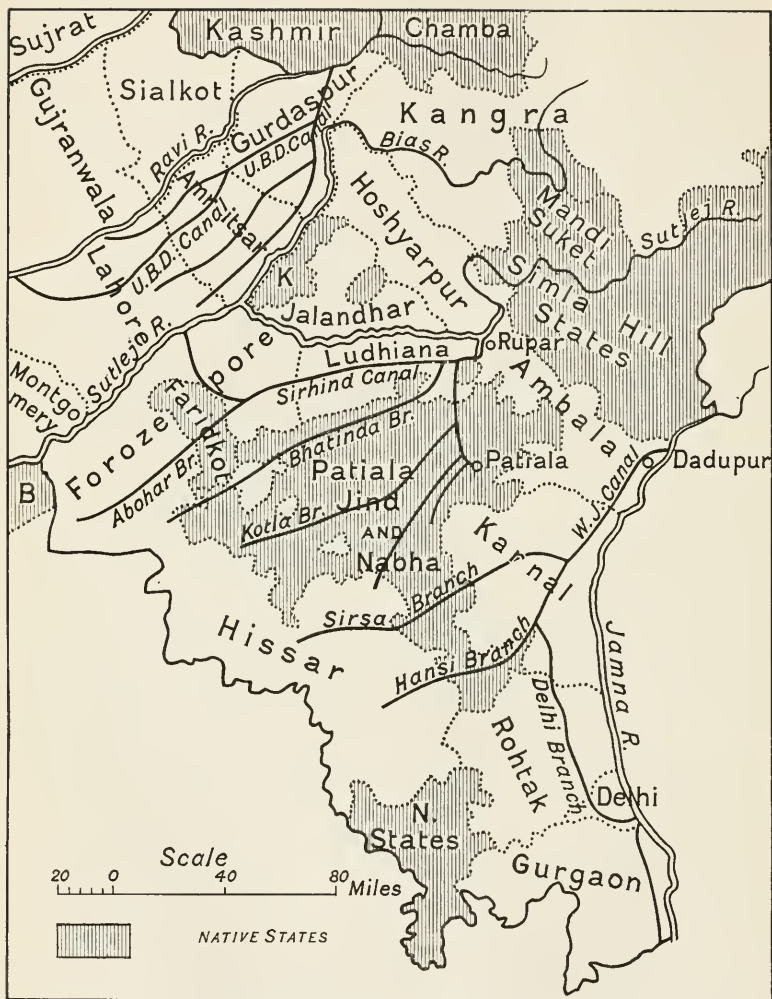 Kashmir
Chamba
Sujrat
Sialkot
Gujranwala
Gurdaspur
Kangra
Ravi R.
U.B.D. Canal
Bias R.
Amritsar
Hoshyarpur
Mandi
Suket
Sutlej R.
U.B.D. Canal
Lahore
K
Simla
Hill
States
Jalandhar
Sutlej R.
Rupar
Ludhiana
Montgo
mery
Sirhind Canal
Ambala
Forozepore
Faridkot
Bhatinda Br.
Dadupur
Patiala
Patiala
Jind
AND
Nabha
W.J. Canal
B
Abohar Br.
Kotla Br.
Karnal
Sirsa Branch
Hissar
Hansi Branch
Jamna R.
Delhi Branch
Rohtak
Delhi
N.
States
Gurgaon
Scale
20 0 40 80 Miles
NATIVE STATES